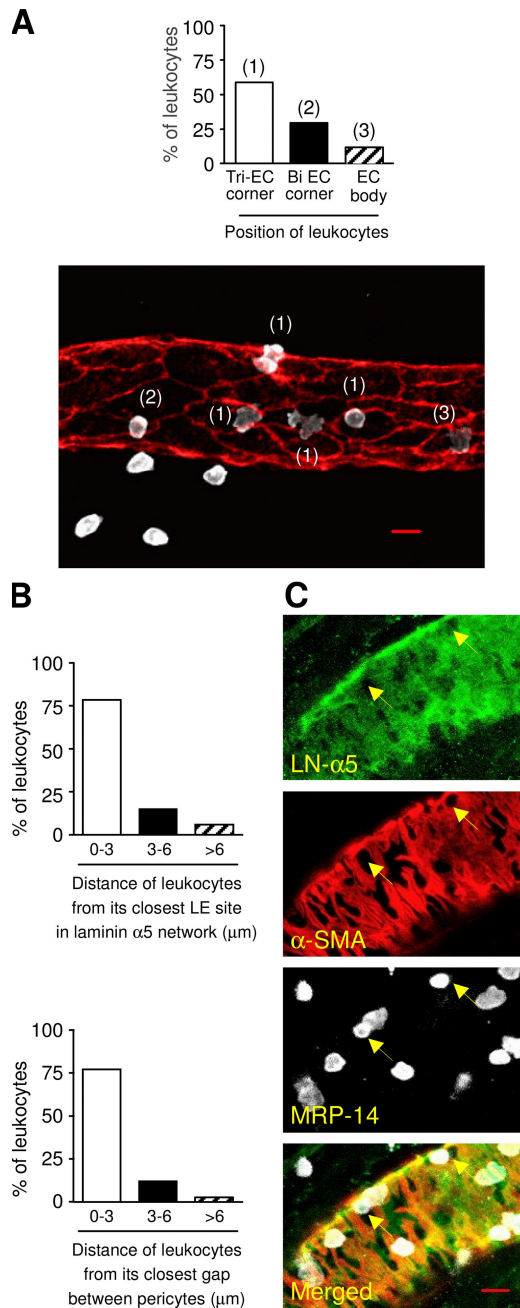 A
% of leukocytes
100
75
50
25
0
(1)
(2)
(3)
Tri-EC corner
Bi EC corner
EC body
Position of leukocytes
(1)
(2)
(1)
(1)
(3)
(1)
B
% of leukocytes
100
75
50
25
0
0-3
3-6
>6
Distance of leukocytes
from its closest LE site
in laminin α5 network (μm)
% of leukocytes
100
75
50
25
0
0-3
3-6
>6
Distance of leukocytes
from its closest gap
between pericytes (μm)
C
LN-α5
α-SMA
MRP-14
Merged